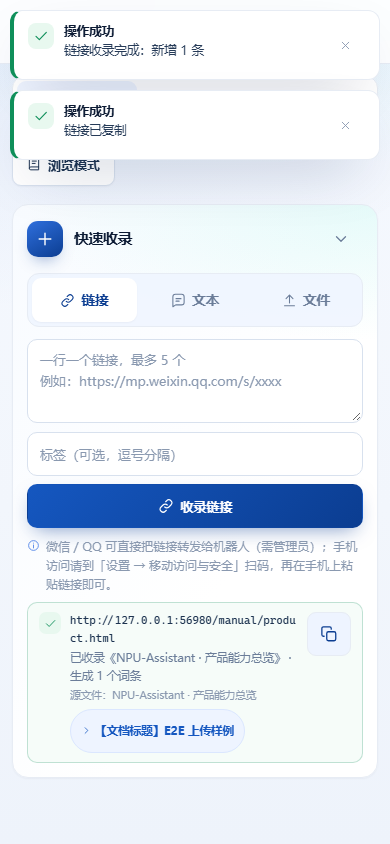 操作成功
链接收录完成：新增 1 条
操作成功
链接已复制
浏览模式
快速收录
链接
文本
文件
一行一个链接，最多 5 个
例如：https://mp.weixin.qq.com/s/xxxx
标签（可选，逗号分隔）
收录链接
微信 / QQ 可直接把链接转发给机器人（需管理员）；手机
访问请到「设置 → 移动访问与安全」扫码，再在手机上粘
贴链接即可。
http://127.0.0.1:56980/manual/produ
ct.html
已收录《NPU-Assistant · 产品能力总览》 ·
生成 1 个词条
源文件：NPU-Assistant · 产品能力总览
【文档标题】E2E 上传样例